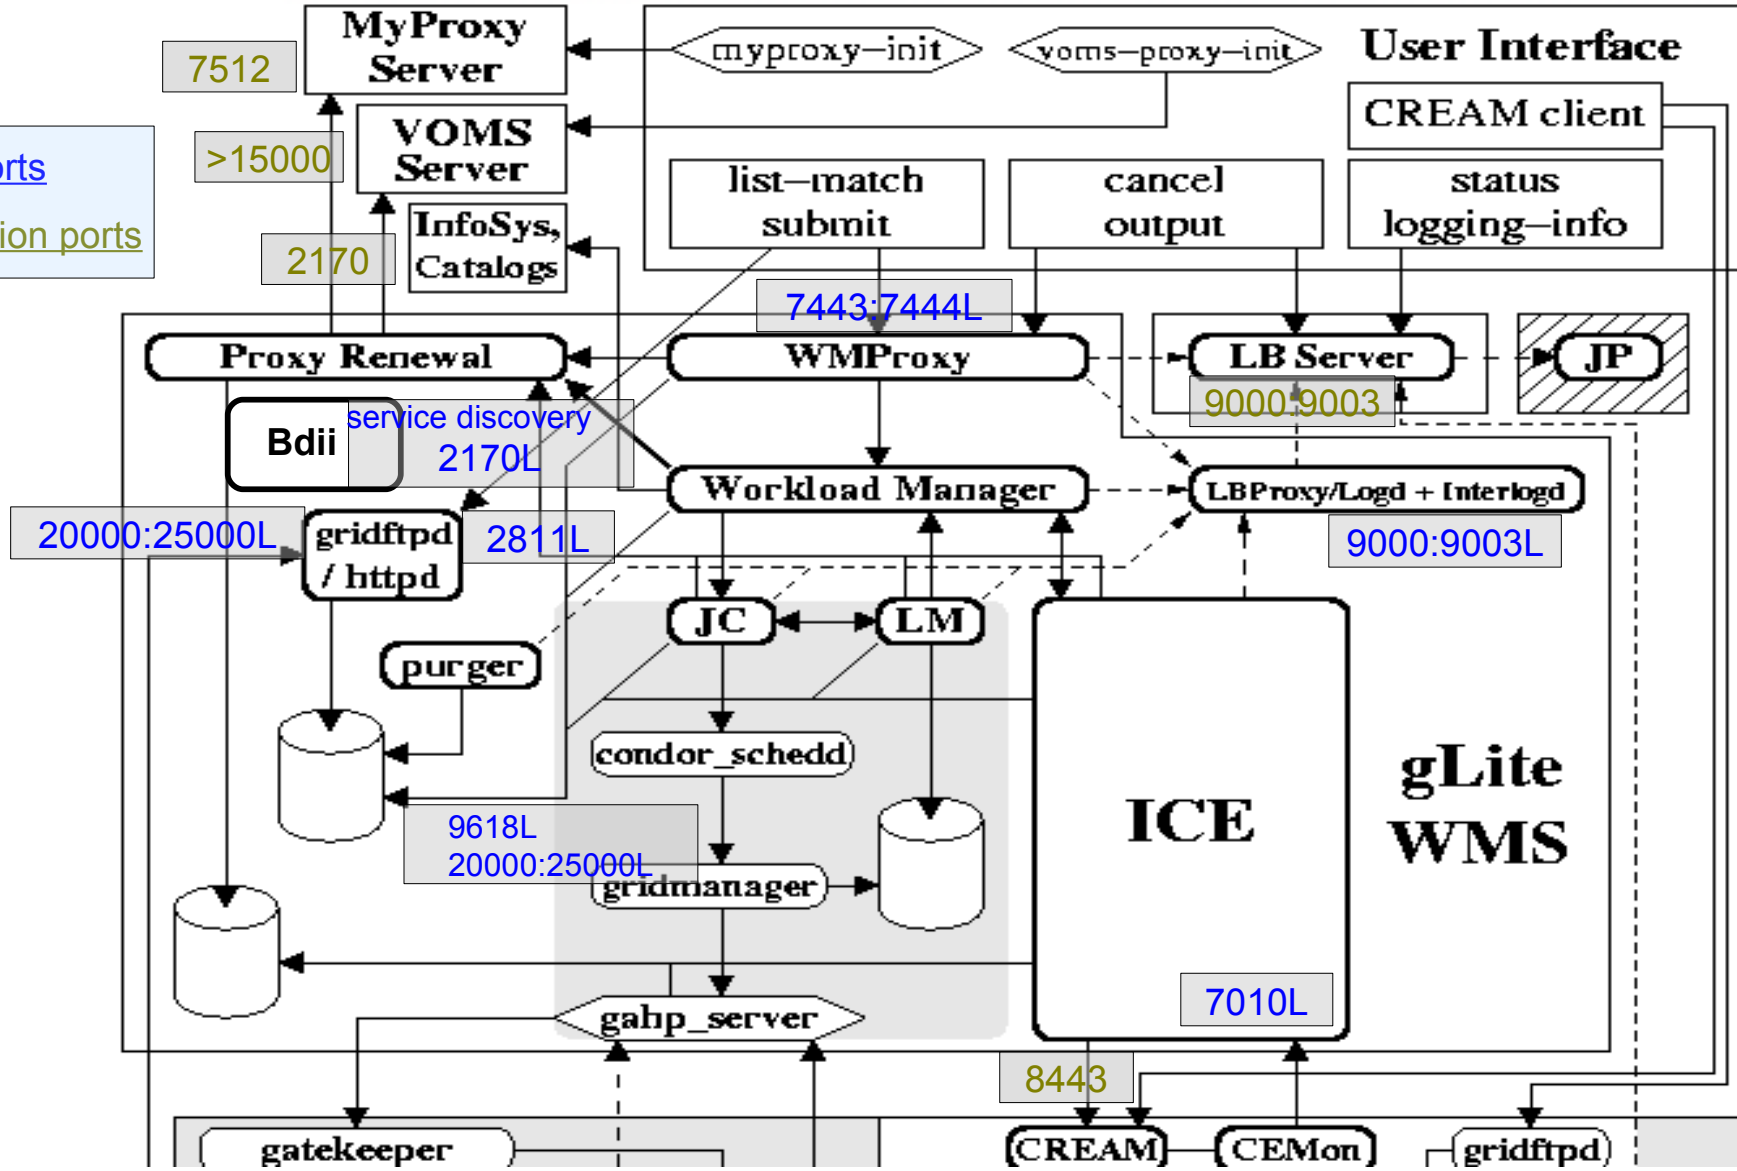 MyProxy
Server
7512
myproxy-init
voms-proxy-init
User Interface
CREAM client
VOMS
Server
>15000
orts
ion ports
list-match
submit
cancel
output
status
logging-info
InfoSys,
Catalogs
2170
7443:7444L
Proxy Renewal
WMProxy
LB Server
JP
9000:9003
Bdii
service discovery
2170L
Workload Manager
LBProxy/Logd + Interlogd
20000:25000L
gridftpd
/ httpd
2811L
9000:9003L
JC
LM
purger
condor_schedd
gLite
WMS
ICE
9618L
20000:25000L
gridmanager
7010L
gahp_server
8443
gatekeeper
CREAM
CEMon
gridftpd